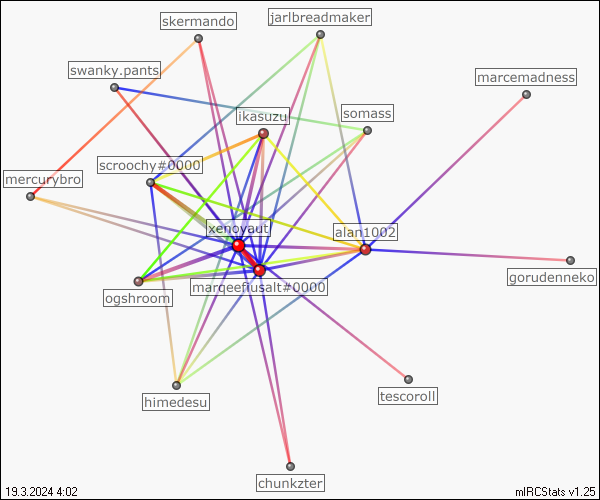 skermando
jarlbreadmaker
swanky.pants
marcemadness
ikasuzu
somass
scroochy#0000
mercurybro
xenoyaut
alan1002
gorudenneko
marqeefiusalt#0000
ogshroom
tescoroll
himedesu
chunkzter
19.3.2024 4:02
mIRCStats v1.25